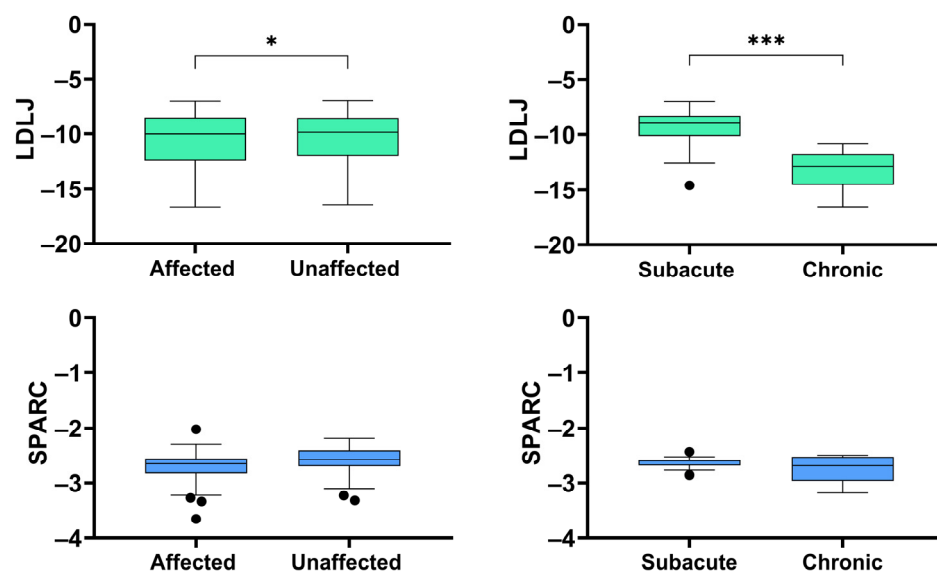 0
–5
–10
–15
–20
LDLJ
*
Affected Unaffected
0
–5
–10
–15
–20
LDLJ
***
Subacute Chronic
0
–1
–2
–3
–4
SPARC
Affected Unaffected
0
–1
–2
–3
–4
SPARC
Subacute Chronic